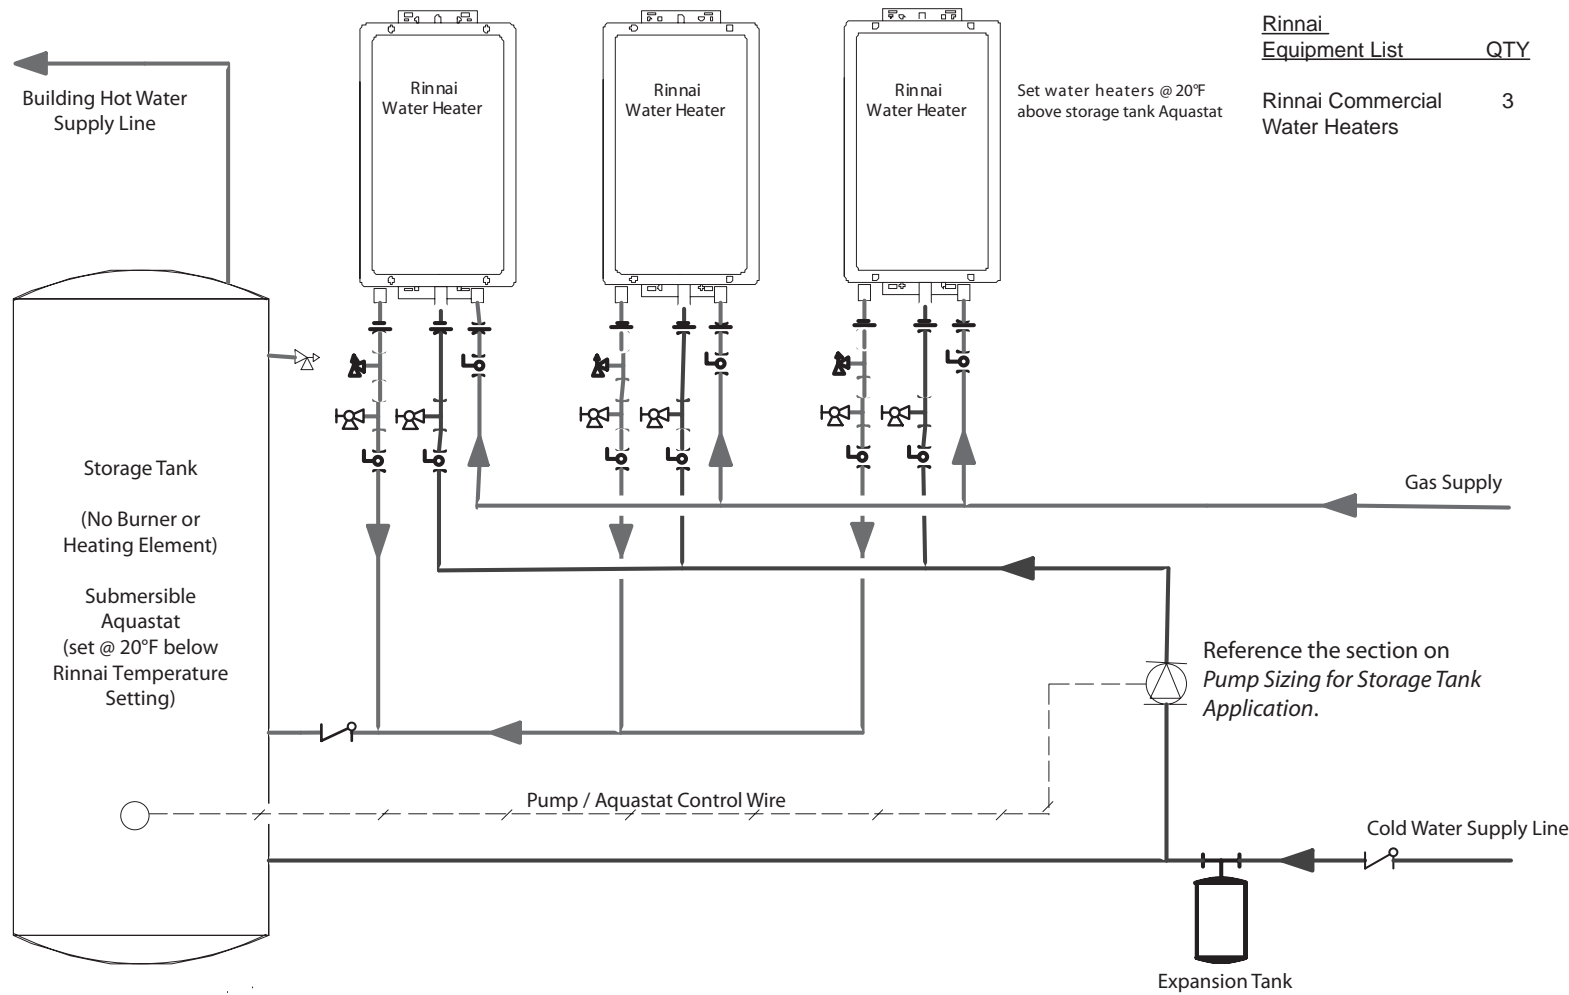 Building Hot Water
Supply Line
Rinnai
Water Heater
Rinnai
Water Heater
Rinnai
Water Heater
Set water heaters @ 20°F
above storage tank Aquastat
Rinnai
Equipment List QTY
Rinnai Commercial 3
Water Heaters
Storage Tank
(No Burner or
Heating Element)
Submersible
Aquastat
(set @ 20°F below
Rinnai Temperature
Setting)
Gas Supply
Reference the section on
Pump Sizing for Storage Tank
Application.
Pump / Aquastat Control Wire
Cold Water Supply Line
Expansion Tank